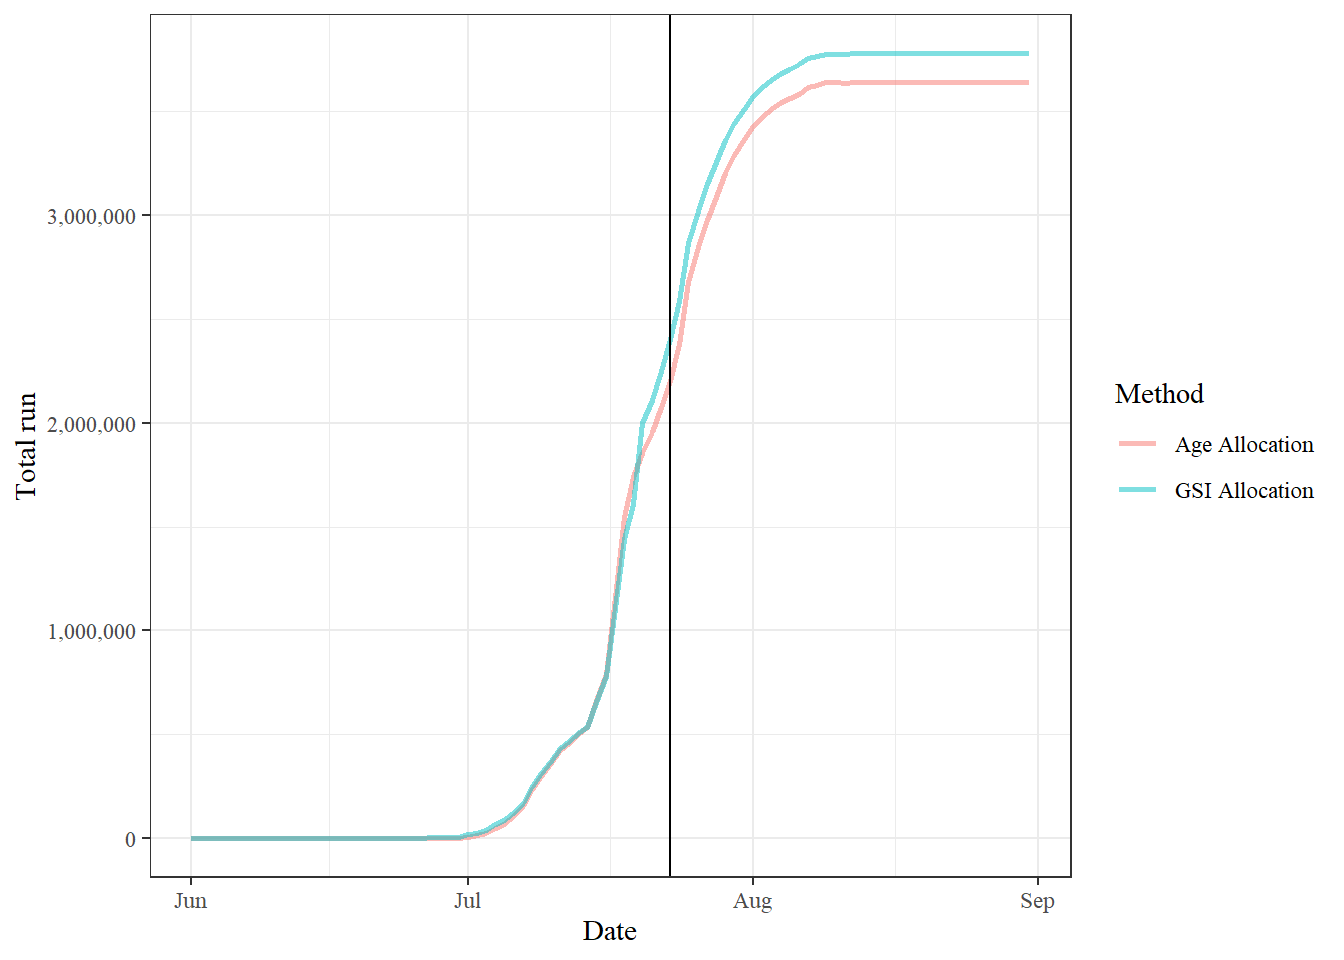 Total run
3,000,000
2,000,000
1,000,000
0
Jun
Jul
Aug
Sep
Date
Method
Age Allocation
GSI Allocation